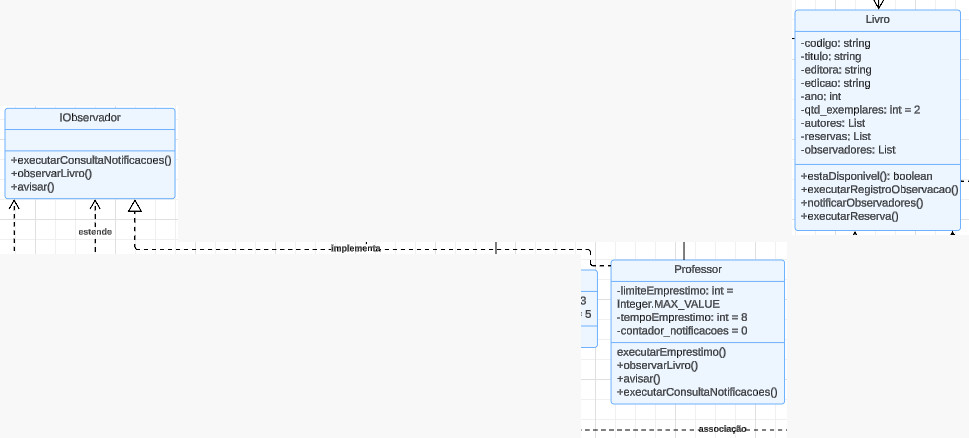 IObservador
+executarConsultaNotificacoes()
+observarLivro()
+avisar()
estende
implementa
Livro
-codigo: string
-titulo; string
-editora: string
-edicao: string
-ano; int
-qtd_exemplares: int = 2
-autores: List
-reservas; List
-observadores: List
+estaDisponivel(): boolean
+executarRegistroObservacao()
+notificarObservadores()
+executarReserva()
3
= 5
Professor
-limiteEmprestimo: int =
Integer.MAX_VALUE
-tempoEmprestimo: int = 8
-contador_notificacoes = 0
executarEmprestimo()
+observarLivro()
+avisar()
+executarConsultaNotificacoes()
associação